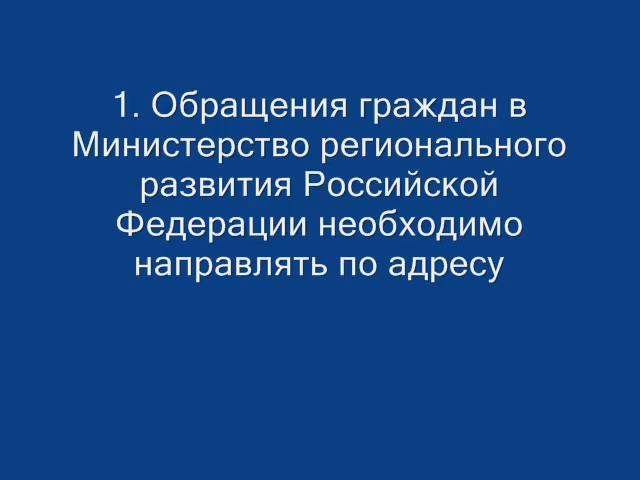 1. Обращения граждан в
Министерство регионального
развития Российской
Федерации необходимо
направлять по адресу